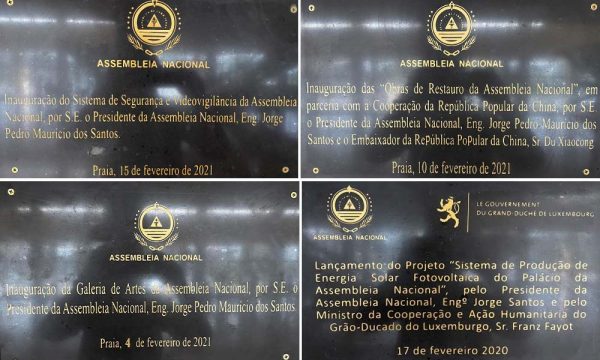 ASSEMBLEIA NACIONAL
Inauguração do Sistema de Segurança e Videovigilância da Assembleia
Nacional, por S.E. o Presidente da Assembleia Nacional, Eng. Jorge
Pedro Maurício dos Santos.
Praia, 15 de fevereiro de 2021
ASSEMBLEIA NACIONAL
Inauguração das "Obras de Restauro da Assembleia Nacional", em
parceria com a Cooperação da República Popular da China, por S.E
o Presidente da Assembleia Nacional, Eng. Jorge Pedro Maurício dos
Santos e o Embaixador da República Popular da China, Sr. Du Xiaocong
Praia, 10 de fevereiro de 2021
ASSEMBLEIA NACIONAL
Inauguração da Galeria de Artes da Assembleia Nacional, por S.E. o
Presidente da Assembleia Nacional, Eng. Jorge Pedro Maurício dos Santos
Praia, 4 de fevereiro de 2021
ASSEMBLEIA NACIONAL
LE GOUVERNEMENT
DU GRAND-DUCHÉ DE LUXEMBOURG
Lançamento do Projeto "Sistema de Produção de
Energia Solar Fotovoltaica do Palácio da
Assembleia Nacional", pelo Presidente da
Assembleia Nacional, Engº Jorge Santos e pelo
Ministro da Cooperação e Ação Humanitaria do
Grão-Ducado do Luxemburgo, Sr. Franz Fayot
17 de fevereiro 2020